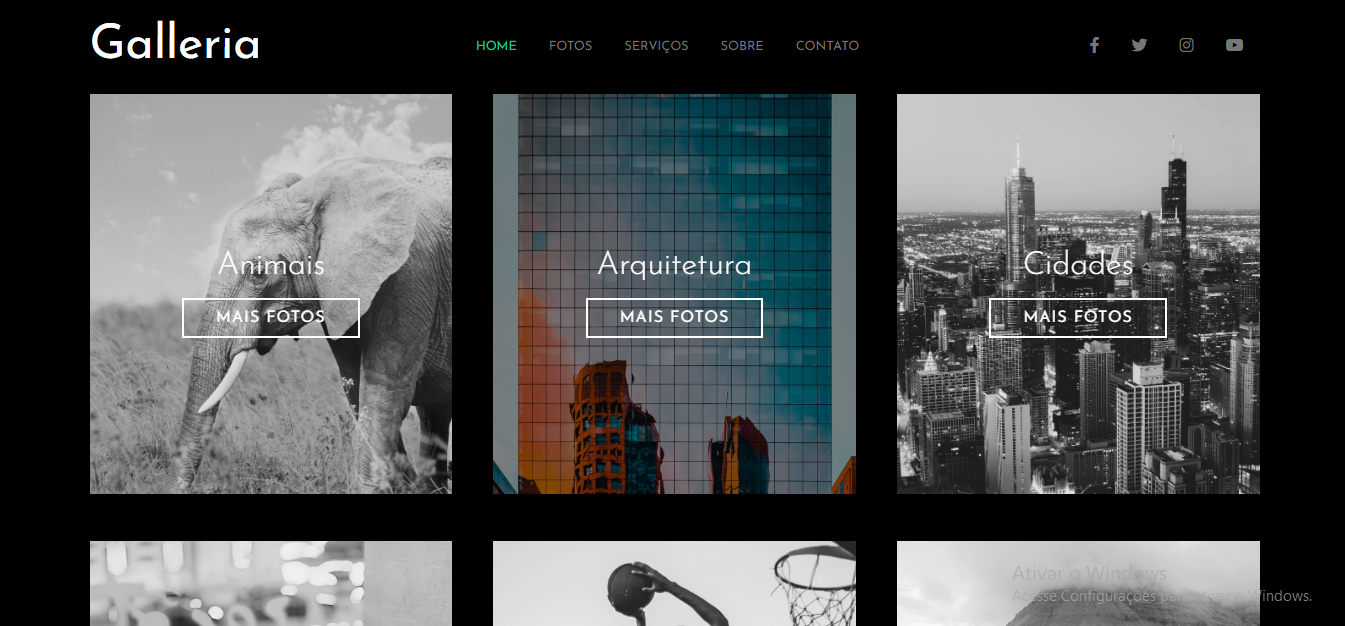 Galleria
HOME FOTOS SERVIÇOS SOBRE CONTATO
Animais
MAIS FOTOS
Arquitetura
MAIS FOTOS
Cidades
MAIS FOTOS
Ativar o Windows
Acesse Configurações para ativar o Windows.